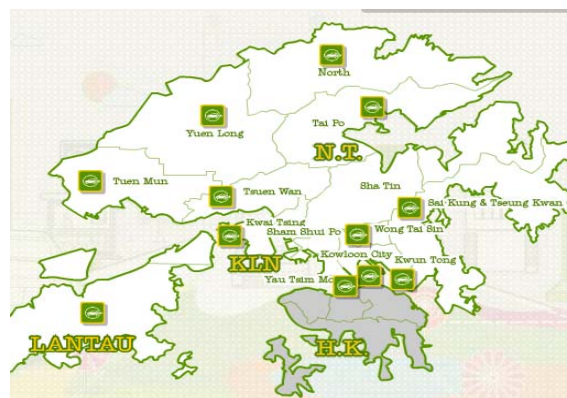 North
Tai Po
Yuen Long
N.T.
Tuen Mun
Tsuen Wan
Sha Tin
Sai Kung & Tseung Kwan
Kwai Tsing
Sham Shui Po
Wong Tai Sin
KLN
Kowloon City
Kwun Tong
Yau Tsim Mo
LANTAU
H.K.